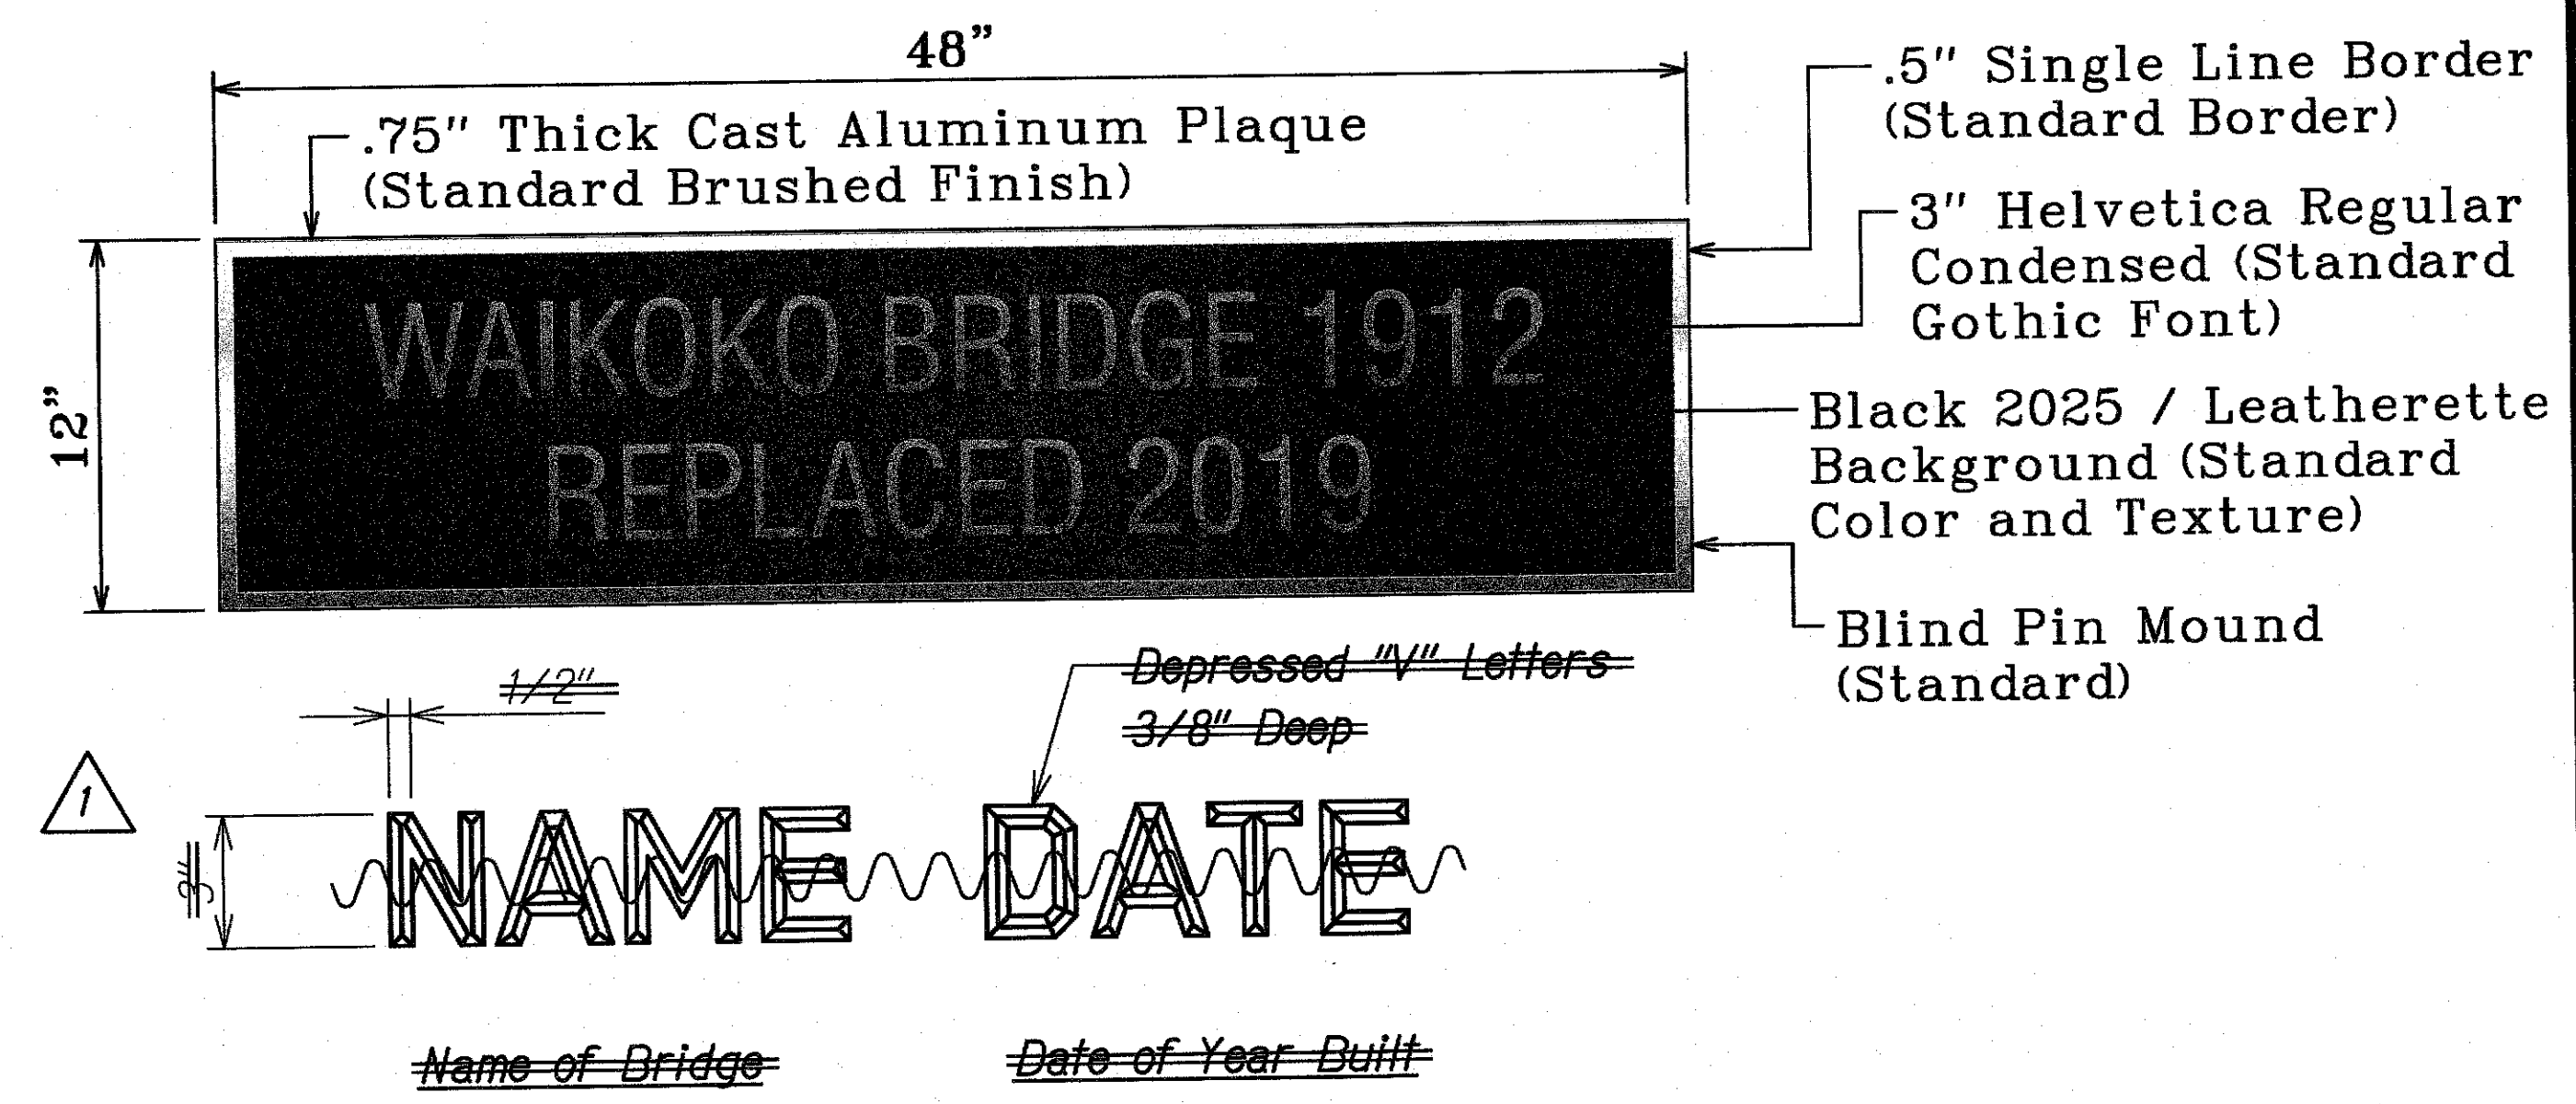 48”
.75" Thick Cast Aluminum Plaque
(Standard Brushed Finish)
.5" Single Line Border
(Standard Border)
3" Helvetica Regular
Condensed (Standard
Gothic Font)
12”
WAIKOKO BRIDGE 1912
REPLACED 2019
Black 2025 / Leatherette
Background (Standard
Color and Texture)
Blind Pin Mound
(Standard)
1/2"
Depressed "V" Letters
3/8" Deep
1
3"
NAME DATE
Name of Bridge
Date of Year Built